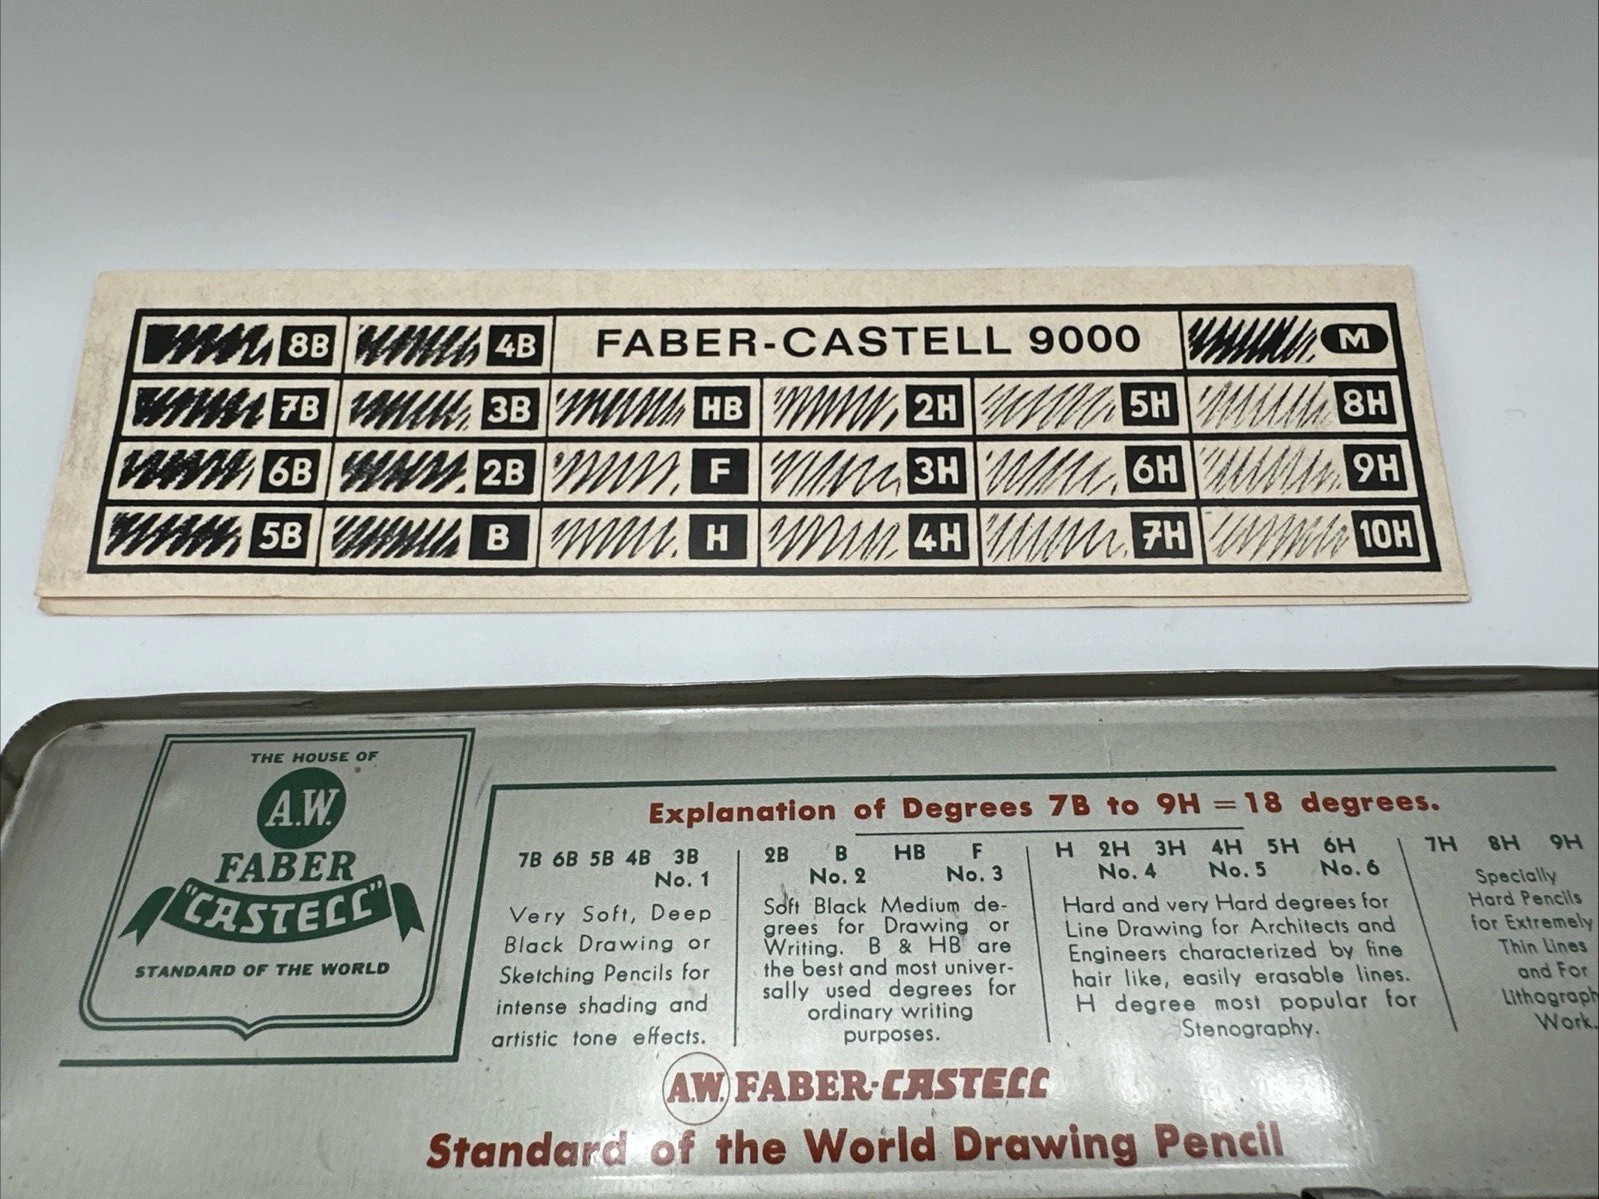 8B 4B FABER-CASTELL 9000 M
7B 3B HB 2H 5H 8H
6B 2B F 3H 6H 9H
5B B H 4H 7H 10H
THE HOUSE OF
A.W.
FABER
"CASTELL"
STANDARD OF THE WORLD
Explanation of Degrees 7B to 9H = 18 degrees.
7B 6B 5B 4B 3B
No. 1
Very Soft, Deep
Black Drawing or
Sketching Pencils for
intense shading and
artistic tone effects.
2B B HB F
No. 2 No. 3
Soft Black Medium de-
grees for Drawing or
Writing. B & HB are
the best and most univer-
sally used degrees for
ordinary writing
purposes.
H 2H 3H 4H 5H 6H
No. 4 No. 5 No. 6
Hard and very Hard degrees for
Line Drawing for Architects and
Engineers characterized by fine
hair like, easily erasable lines.
H degree most popular for
Stenography.
7H 8H 9H
Specially
Hard Pencils
for Extremely
Thin Lines
and For
Lithograph
Work.
A.W. FABER-CASTELL
Standard of the World Drawing Pencil